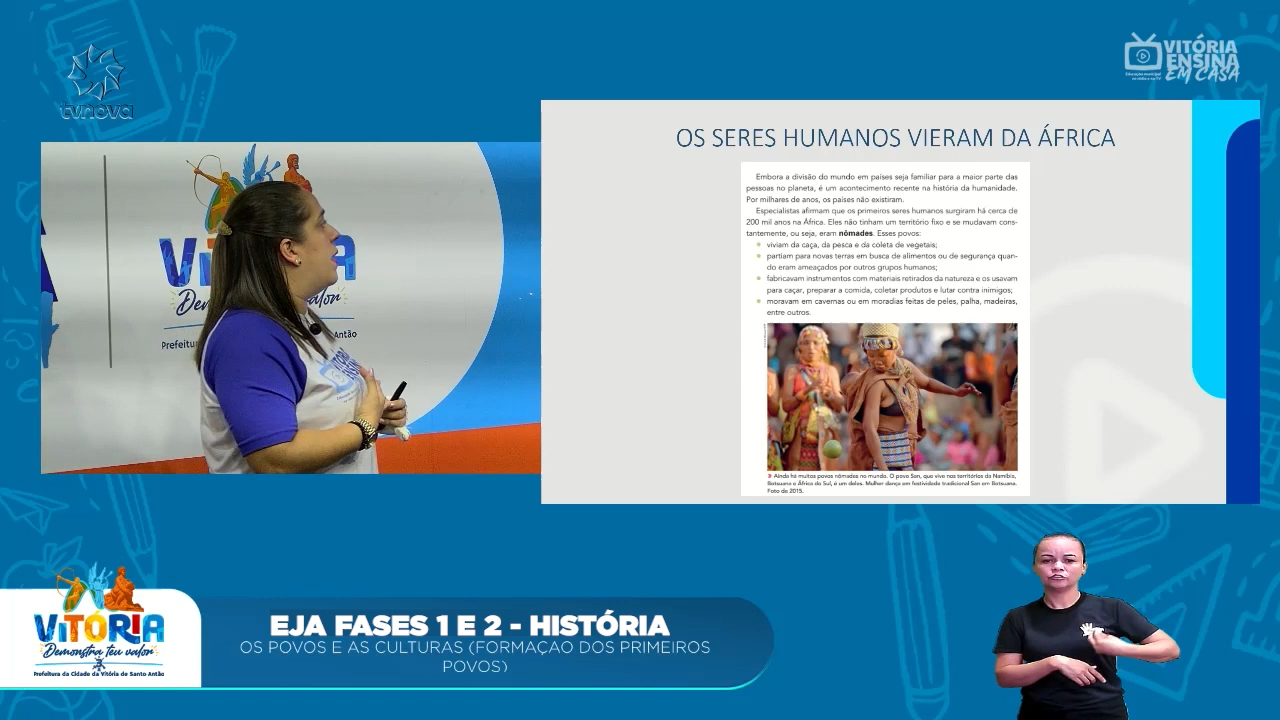 tvnova
VITÓRIA
ENSINA
EM CASA
OS SERES HUMANOS VIERAM DA ÁFRICA
Embora a divisão do mundo em países seja familiar para a maior parte das
pessoas no planeta, é um acontecimento recente na história da humanidade.
Por milhares de anos, os países não existiram.
Especialistas afirmam que os primeiros seres humanos surgiram há cerca de
200 mil anos na África. Eles não tinham um território fixo e se mudavam cons-
tantemente, ou seja, eram nômades. Esses povos:
viviam da caça, da pesca e da coleta de vegetais;
partiam para novas terras em busca de alimentos ou de segurança quan-
do eram ameaçados por outros grupos humanos;
fabricavam instrumentos com materiais retirados da natureza e os usavam
para caçar, preparar a comida, coletar produtos e lutar contra inimigos;
moravam em cavernas ou em moradias feitas de peles, palha, madeiras,
entre outros.
Ainda há muitos povos nômades no mundo. O povo San, que vive nos territórios da Namíbia,
Botsuana e África do Sul, é um deles. Mulher dança em festividade tradicional San em Botsuana.
Foto de 2015.
Vi A
Demo valor
Prefeitu Antão
EJA FASES 1 E 2 - HISTÓRIA
OS POVOS E AS CULTURAS (FORMAÇAO DOS PRIMEIROS
POVOS)
ViTÓRIA
Demonstra teu valor
Prefeitura da Cidade da Vitória de Santo Antão